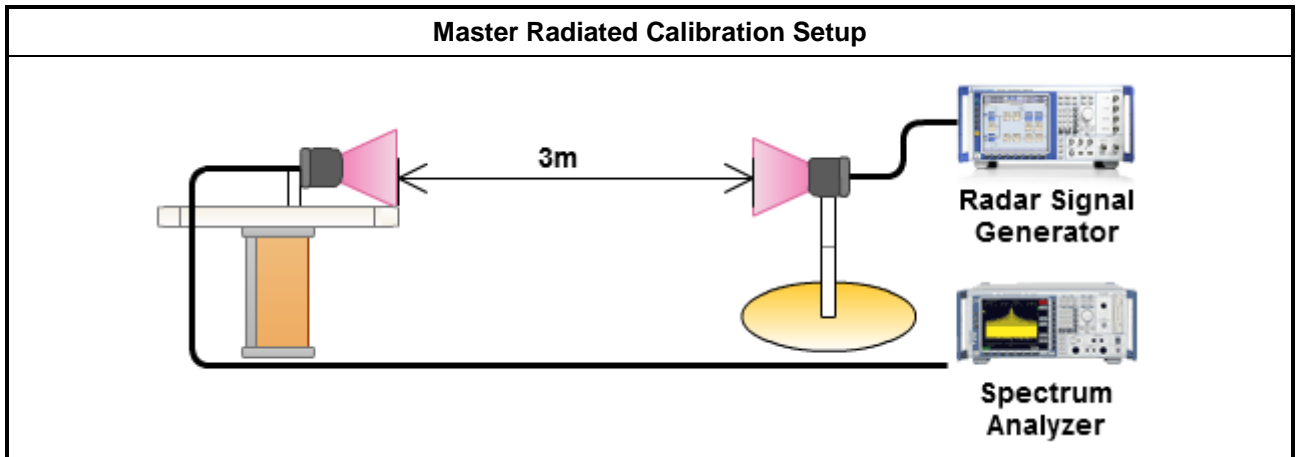 Master Radiated Calibration Setup
3m
Radar Signal
Generator
Spectrum
Analyzer